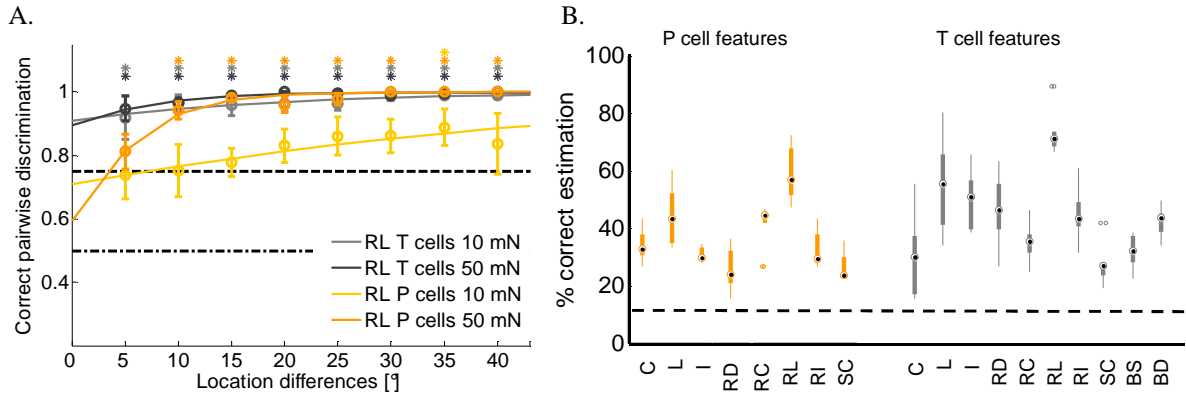 A.
Correct pairwise discrimination
1
0.8
0.6
0.4
RL T cells 10 mN
RL T cells 50 mN
RL P cells 10 mN
RL P cells 50 mN
0 5 10 15 20 25 30 35 40
Location differences [°]
B.
P cell features T cell features
% correct estimation
100
80
60
40
20
0
C L I RD RC RL RI SC C L I RD RC RL RI SC BS BD